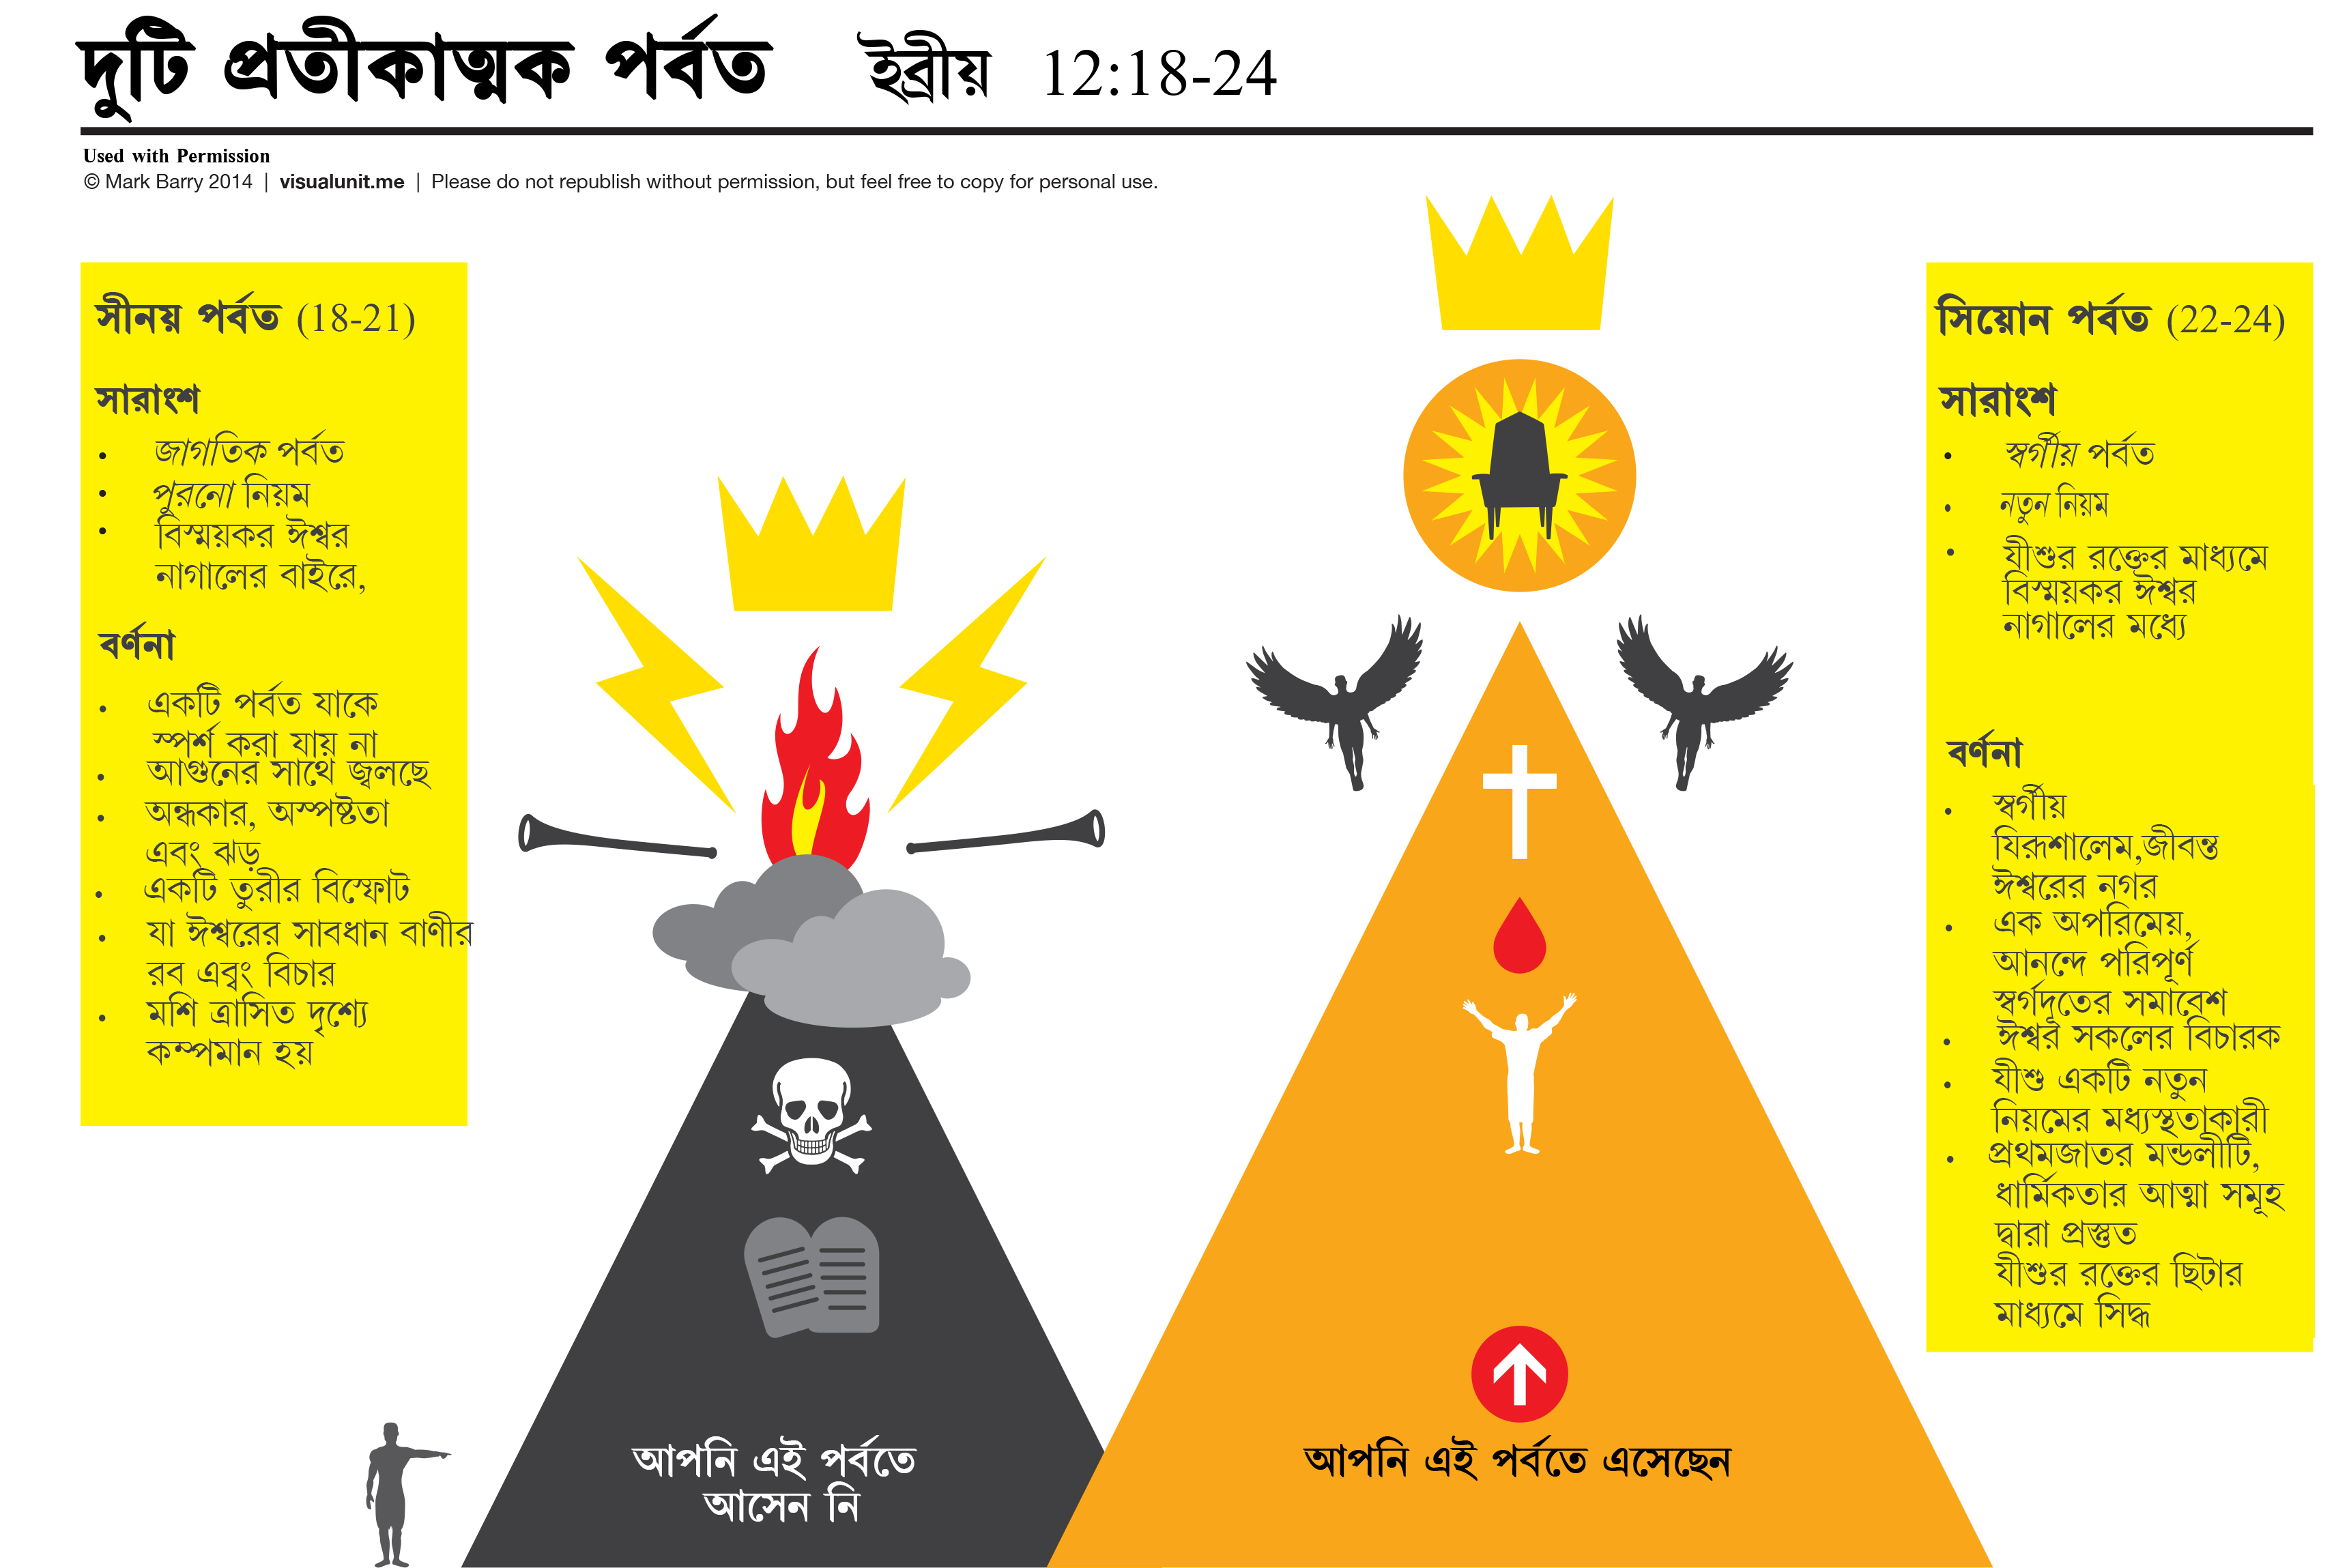 দুটি প্রতীকাত্মক পর্বত ইব্রীয় 12:18-24
Used with Permission
© Mark Barry 2014 | visualunit.me | Please do not republish without permission, but feel free to copy for personal use.
সীনয় পর্বত (18-21)
সারাংশ
• জাগতিক পর্বত
• পুরনো নিয়ম
• বিস্ময়কর ঈশ্বর
নাগালের বাইরে,
বর্ণনা
• একটি পর্বত যাকে
স্পর্শ করা যায় না
• আগুনের সাথে জ্বলছে
• অন্ধকার, অস্পষ্টতা
এবং ঝড়
• একটি তুরীর বিস্ফোট
• যা ঈশ্বরের সাবধান বাণীর
রব এবং বিচার
• মশি ত্রাসিত দৃশ্যে
কম্পমান হয়
আপনি এই পর্বতে
আসেন নি
আপনি এই পর্বতে এসেছেন
সিয়োন পর্বত (22-24)
সারাংশ
• স্বর্গীয় পর্বত
• নতুন নিয়ম
• যীশুর রক্তের মাধ্যমে
বিস্ময়কর ঈশ্বর
নাগালের মধ্যে
বর্ণনা
• স্বর্গীয়
যিরূশালেম,জীবন্ত
ঈশ্বরের নগর
• এক অপরিমেয়,
আনন্দে পরিপূর্ণ
স্বর্গদূতের সমাবেশ
• ঈশ্বর সকলের বিচারক
• যীশু একটি নতুন
নিয়মের মধ্যস্থতাকারী
• প্রথমজাতর মন্ডলীটি,
ধার্মিকতার আত্মা সমূহ
দ্বারা প্রস্তুত
যীশুর রক্তের ছিটার
মাধ্যমে সিদ্ধ